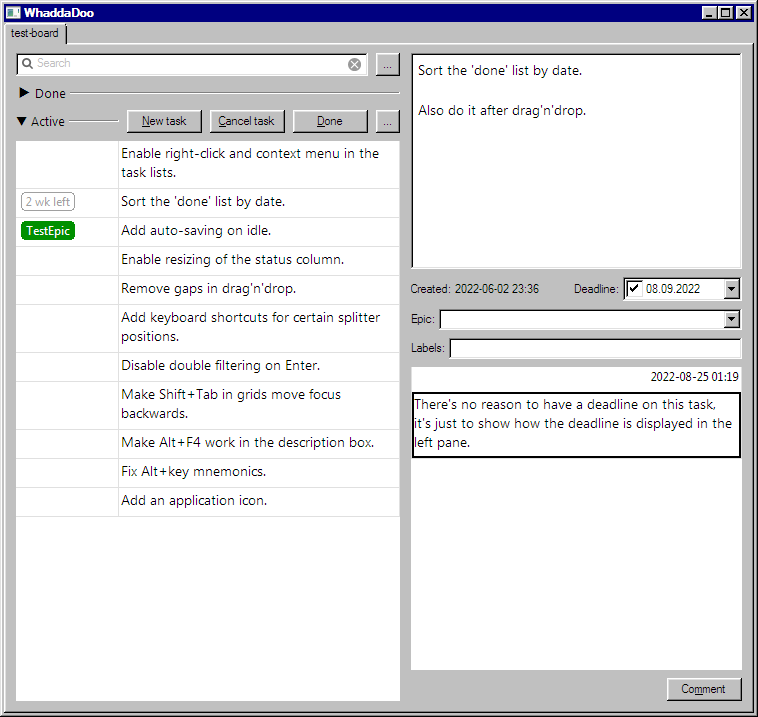 WhaddaDoo
test-board
Search
...
Done
Active
New task
Cancel task
Done
...
Enable right-click and context menu in the
task lists.
2 wk left
Sort the 'done' list by date.
TestEpic
Add auto-saving on idle.
Enable resizing of the status column.
Remove gaps in drag'n'drop.
Add keyboard shortcuts for certain splitter
positions.
Disable double filtering on Enter.
Make Shift+Tab in grids move focus
backwards.
Make Alt+F4 work in the description box.
Fix Alt+key mnemonics.
Add an application icon.
Sort the 'done' list by date.
Also do it after drag'n'drop.
Created: 2022-06-02 23:36
Deadline: 08.09.2022
Epic:
Labels:
2022-08-25 01:19
There's no reason to have a deadline on this task,
it's just to show how the deadline is displayed in the
left pane.
Comment